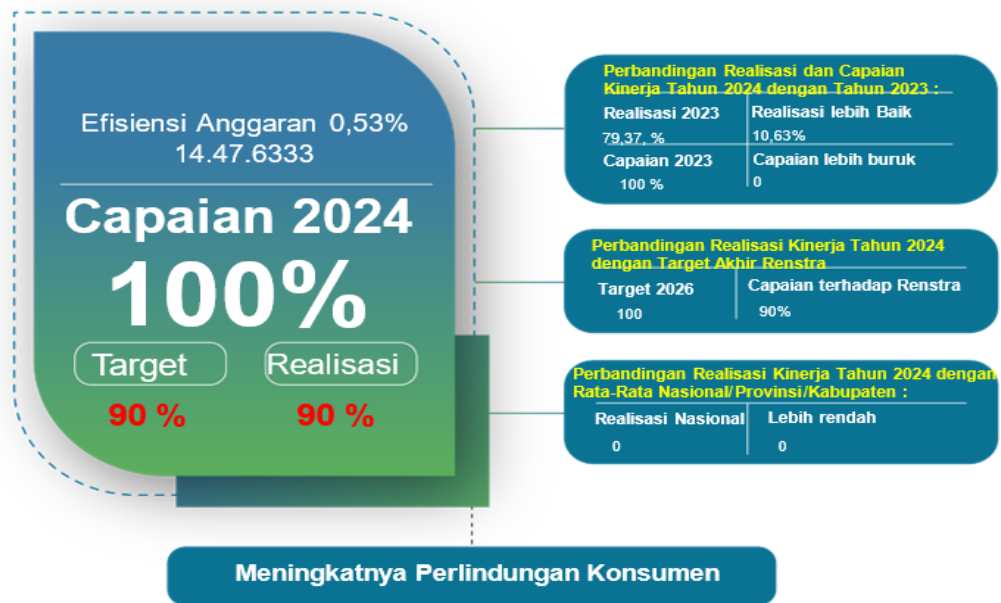 Efisiensi Anggaran 0,53%
14.47.6333
Capaian 2024
100%
Target
Realisasi
90 %
90 %
Perbandingan Realisasi dan Capaian
Kinerja Tahun 2024 dengan Tahun 2023 :
Realisasi 2023
Realisasi lebih Baik
79,37, %
10,63%
Capaian 2023
Capaian lebih buruk
100 %
0
Perbandingan Realisasi Kinerja Tahun 2024
dengan Target Akhir Renstra
Target 2026
Capaian terhadap Renstra
100
90%
Perbandingan Realisasi Kinerja Tahun 2024 dengan
Rata-Rata Nasional/Provinsi/Kabupaten :
Realisasi Nasional
Lebih rendah
0
0
Meningkatnya Perlindungan Konsumen